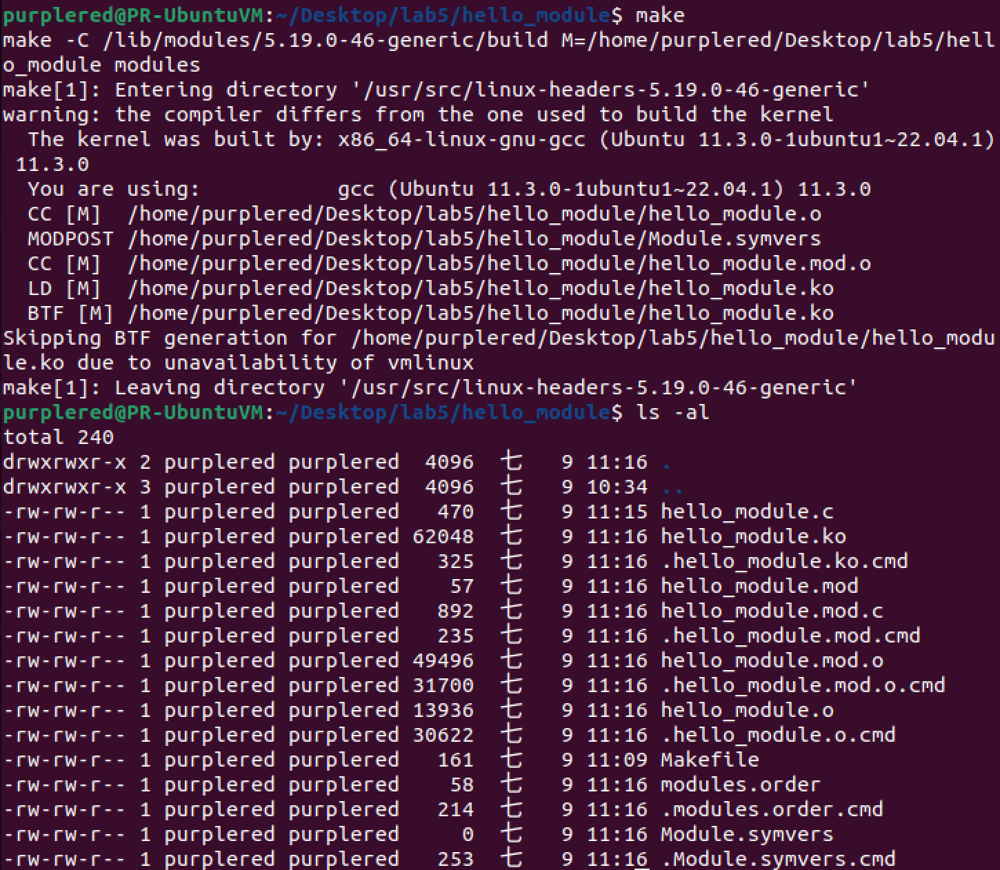 purplered@PR-UbuntuVM:~/Desktop/lab5/hello_module$ make
make -C /lib/modules/5.19.0-46-generic/build M=/home/purplered/Desktop/lab5/hell
o_module modules
make[1]: Entering directory '/usr/src/linux-headers-5.19.0-46-generic'
warning: the compiler differs from the one used to build the kernel
  The kernel was built by: x86_64-linux-gnu-gcc (Ubuntu 11.3.0-1ubuntu1~22.04.1)
 11.3.0
  You are using:           gcc (Ubuntu 11.3.0-1ubuntu1~22.04.1) 11.3.0
  CC [M]  /home/purplered/Desktop/lab5/hello_module/hello_module.o
  MODPOST /home/purplered/Desktop/lab5/hello_module/Module.symvers
  CC [M]  /home/purplered/Desktop/lab5/hello_module/hello_module.mod.o
  LD [M]  /home/purplered/Desktop/lab5/hello_module/hello_module.ko
  BTF [M] /home/purplered/Desktop/lab5/hello_module/hello_module.ko
Skipping BTF generation for /home/purplered/Desktop/lab5/hello_module/hello_modu
le.ko due to unavailability of vmlinux
make[1]: Leaving directory '/usr/src/linux-headers-5.19.0-46-generic'
purplered@PR-UbuntuVM:~/Desktop/lab5/hello_module$ ls -al
total 240
drwxrwxr-x 2 purplered purplered  4096  七   9 11:16 .
drwxrwxr-x 3 purplered purplered  4096  七   9 10:34 ..
-rw-rw-r-- 1 purplered purplered   470  七   9 11:15 hello_module.c
-rw-rw-r-- 1 purplered purplered 62048  七   9 11:16 hello_module.ko
-rw-rw-r-- 1 purplered purplered   325  七   9 11:16 .hello_module.ko.cmd
-rw-rw-r-- 1 purplered purplered    57  七   9 11:16 hello_module.mod
-rw-rw-r-- 1 purplered purplered   892  七   9 11:16 hello_module.mod.c
-rw-rw-r-- 1 purplered purplered   235  七   9 11:16 .hello_module.mod.cmd
-rw-rw-r-- 1 purplered purplered 49496  七   9 11:16 hello_module.mod.o
-rw-rw-r-- 1 purplered purplered 31700  七   9 11:16 .hello_module.mod.o.cmd
-rw-rw-r-- 1 purplered purplered 13936  七   9 11:16 hello_module.o
-rw-rw-r-- 1 purplered purplered 30622  七   9 11:16 .hello_module.o.cmd
-rw-rw-r-- 1 purplered purplered   161  七   9 11:09 Makefile
-rw-rw-r-- 1 purplered purplered    58  七   9 11:16 modules.order
-rw-rw-r-- 1 purplered purplered   214  七   9 11:16 .modules.order.cmd
-rw-rw-r-- 1 purplered purplered     0  七   9 11:16 Module.symvers
-rw-rw-r-- 1 purplered purplered   253  七   9 11:16 .Module.symvers.cmd